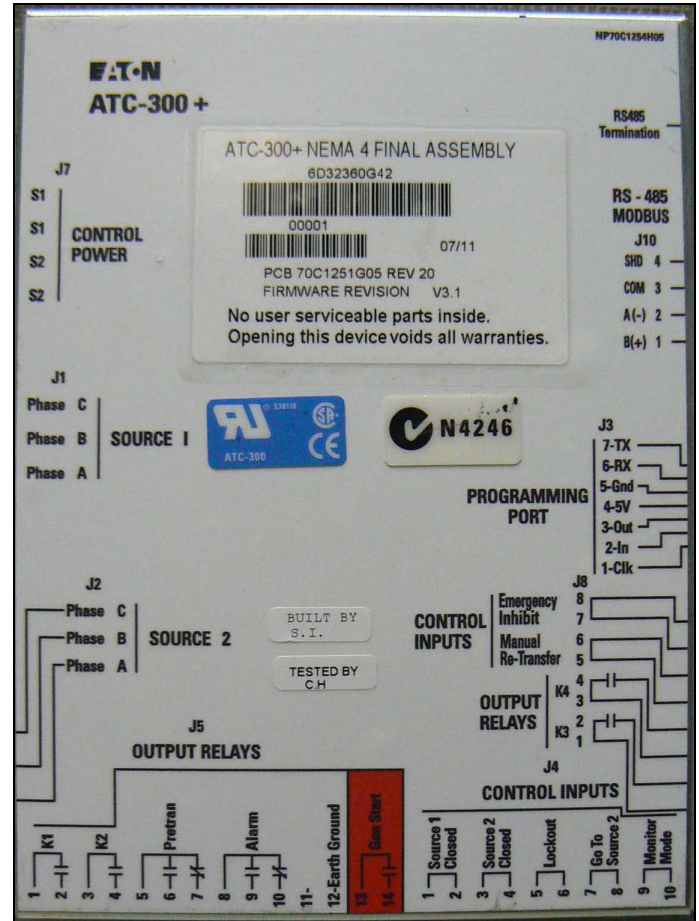 NP70C1254H05
EATON
ATC-300 +
RS485
Termination
ATC-300+ NEMA 4 FINAL ASSEMBLY
6D32360G42
00001
07/11
PCB 70C1251G05 REV 20
FIRMWARE REVISION V3.1
No user serviceable parts inside.
Opening this device voids all warranties.
J7
S1
S1
S2
S2
CONTROL
POWER
RS - 485
MODBUS
J10
SHD 4
COM 3
A(-) 2
B(+) 1
J1
Phase C
Phase B
Phase A
SOURCE 1
ATC-300
CE
N4246
J3
7-TX
6-RX
5-Gnd
4-5V
3-Out
2-In
1-Clk
PROGRAMMING
PORT
J2
Phase C
Phase B
Phase A
SOURCE 2
BUILT BY
S.I.
TESTED BY
C.H
J8
CONTROL
INPUTS
Emergency 8
Inhibit 7
Manual 6
Re-Transfer 5
OUTPUT
RELAYS
K4
4
3
K3
2
1
J5
OUTPUT RELAYS
K1
K2
Pretran
Alarm
12-Earth Ground
Gen Start
1
2
3
4
5
6
7
8
9
10
11-
13
14
J4
CONTROL INPUTS
Source 1
Closed
Source 2
Closed
Lockout
Go To
Source 2
Monitor
Mode
1
2
3
4
5
6
7
8
9
10